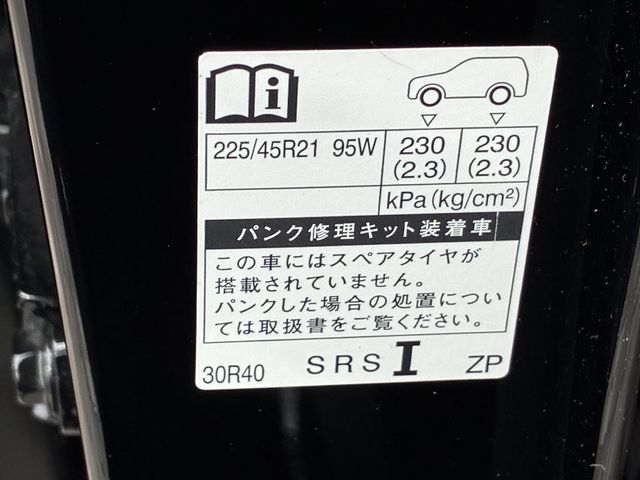 225/45R21 95W 230 230
(2.3) (2.3)
kPa(kg/cm²)
パンク修理キット装着車
この車にはスペアタイヤが
搭載されていません。
パンクした場合の処置につい
ては取扱書をご覧ください。
30R40 SRS I ZP